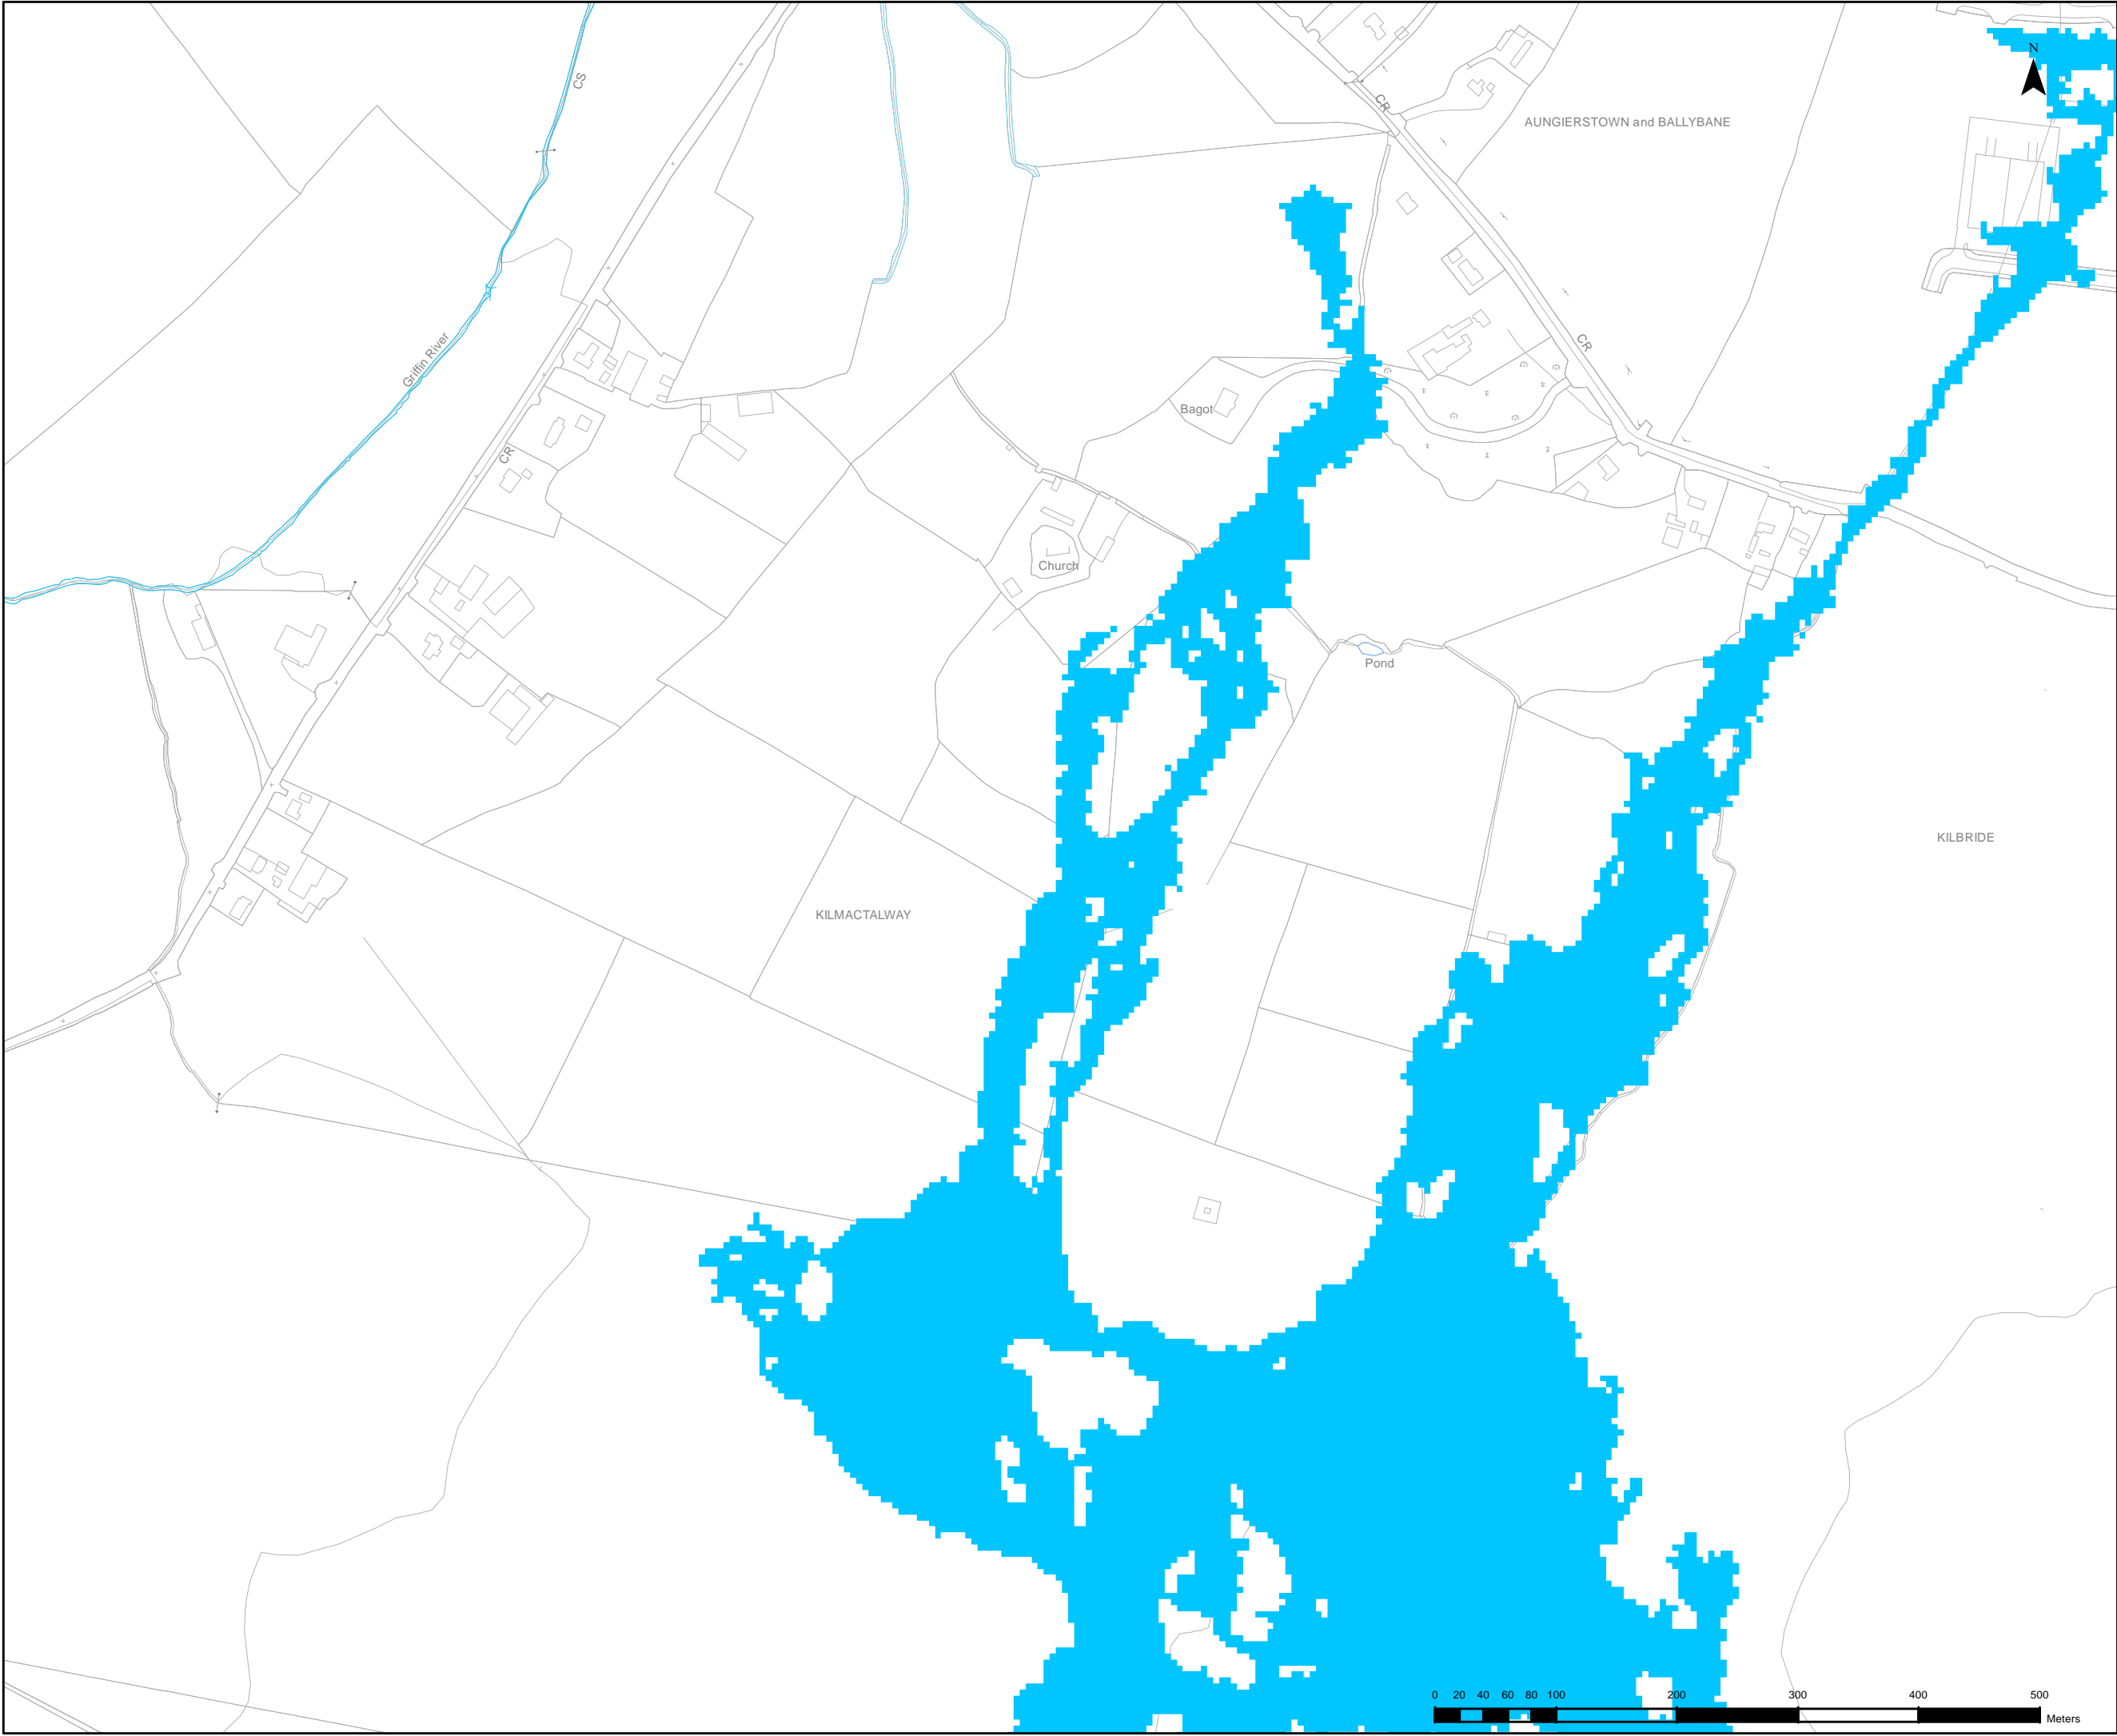 N
CS
CR
AUNGIERSTOWN and BALLYBANE
Griffin River
CR
Bagot
CR
Church
Pond
KILBRIDE
KILMACTALWAY
0 20 40 60 80 100 200 300 400 500
Meters